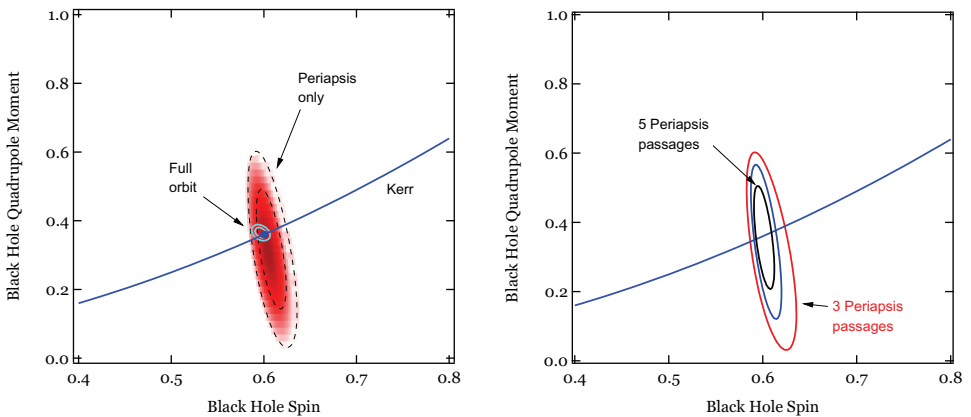 1.0
0.8
0.6
0.4
0.2
0.0
Black Hole Quadrupole Moment
Periapsis
only
Full
orbit
Kerr
0.4
0.5
0.6
0.7
0.8
Black Hole Spin
1.0
0.8
0.6
0.4
0.2
0.0
Black Hole Quadrupole Moment
5 Periapsis
passages
3 Periapsis
passages
0.4
0.5
0.6
0.7
0.8
Black Hole Spin